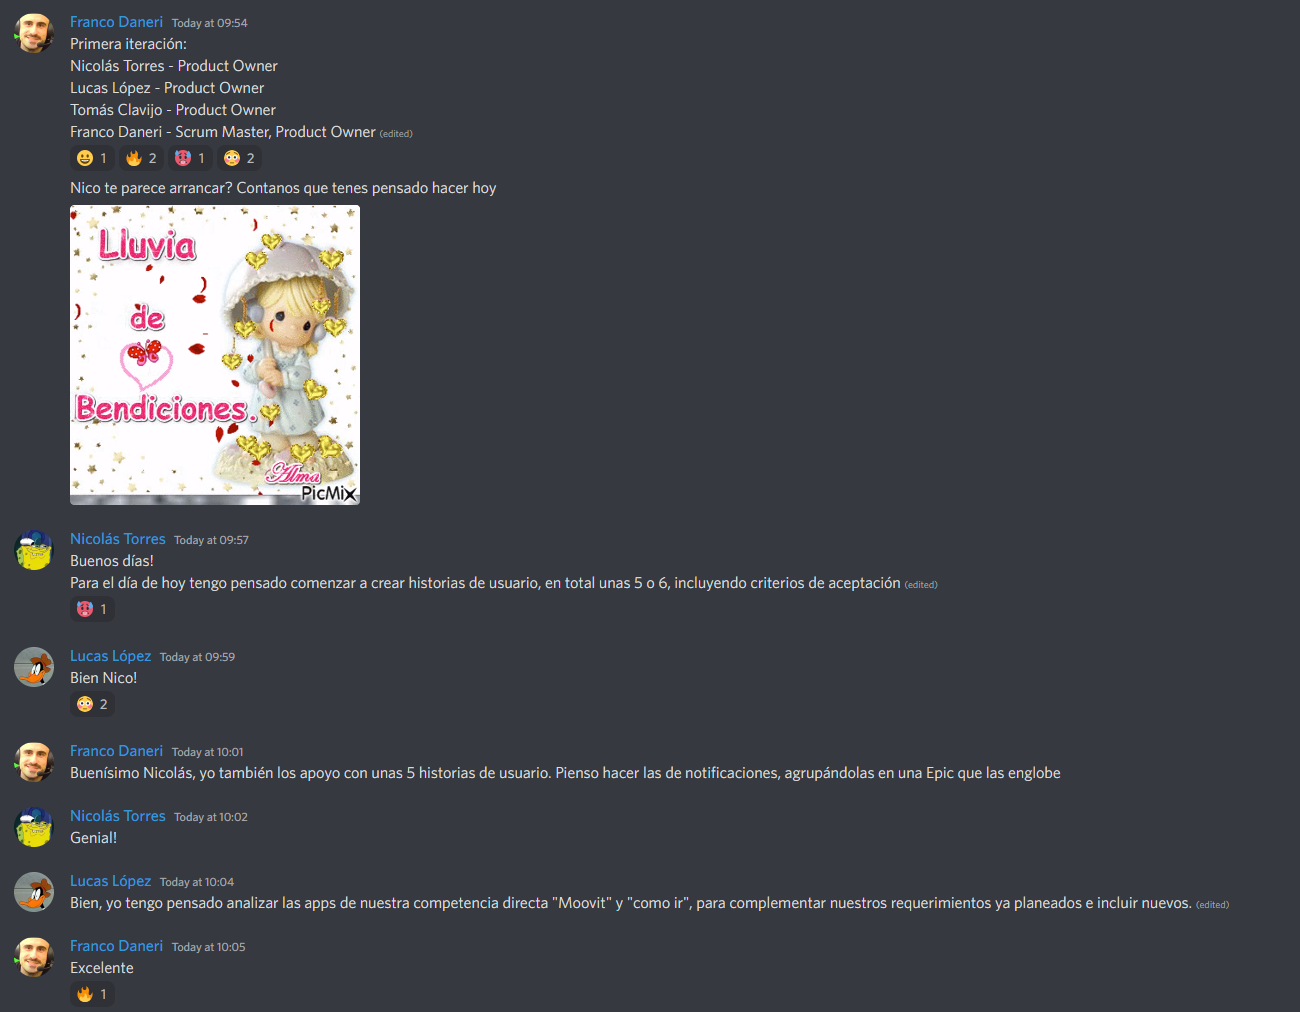 Franco Daneri Today at 09:54
Primera iteración:
Nicolás Torres - Product Owner
Lucas López - Product Owner
Tomás Clavijo - Product Owner
Franco Daneri - Scrum Master, Product Owner (edited)
1 2 1 2
Nico te parece arrancar? Contanos que tenes pensado hacer hoy
Lluvia
de
Bendiciones.
Alma
PicMix
Nicolás Torres Today at 09:57
Buenos días!
Para el día de hoy tengo pensado comenzar a crear historias de usuario, en total unas 5 o 6, incluyendo criterios de aceptación (edited)
1
Lucas López Today at 09:59
Bien Nico!
2
Franco Daneri Today at 10:01
Buenísimo Nicolás, yo también los apoyo con unas 5 historias de usuario. Pienso hacer las de notificaciones, agrupándolas en una Epic que las englobe
Nicolás Torres Today at 10:02
Genial!
Lucas López Today at 10:04
Bien, yo tengo pensado analizar las apps de nuestra competencia directa "Moovit" y "como ir", para complementar nuestros requerimientos ya planeados e incluir nuevos. (edited)
Franco Daneri Today at 10:05
Excelente
1